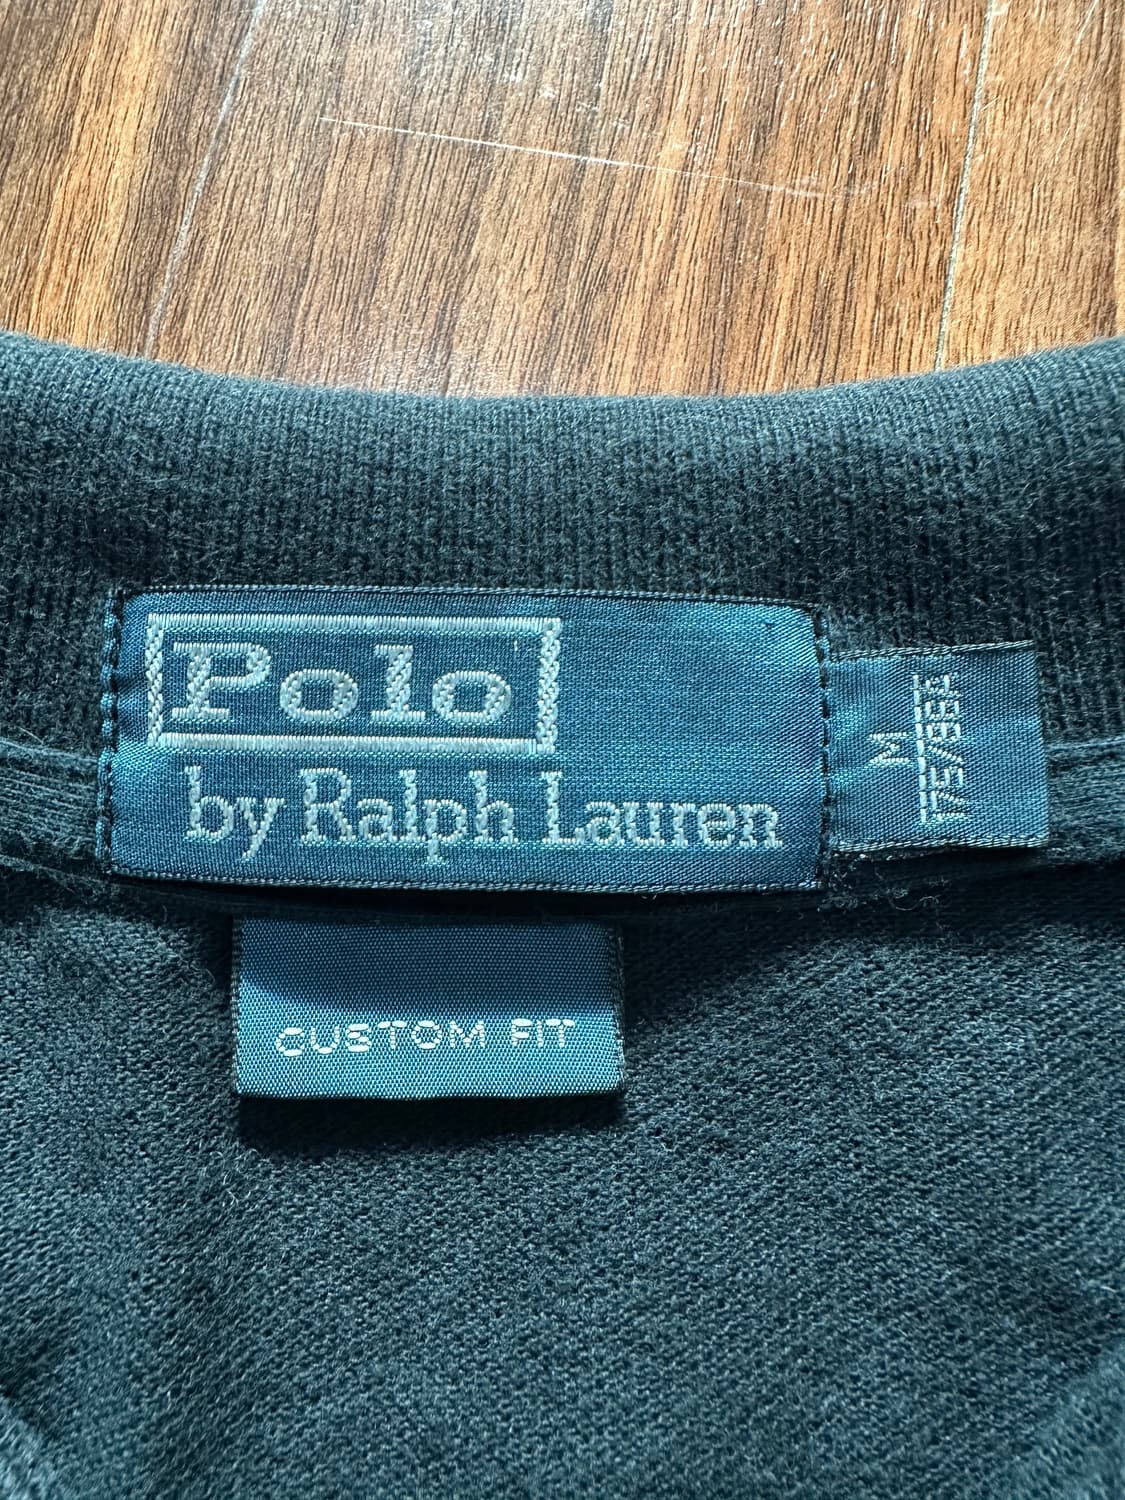 Polo
by Ralph Lauren
M
CUSTOM FIT